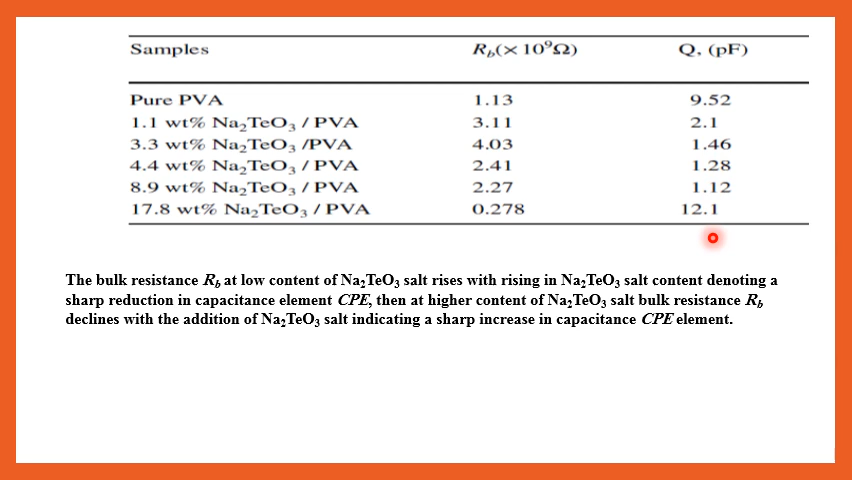 Samples R_b(× 10⁹Ω) Q, (pF)
Pure PVA 1.13 9.52
1.1 wt% Na₂TeO₃ / PVA 3.11 2.1
3.3 wt% Na₂TeO₃ /PVA 4.03 1.46
4.4 wt% Na₂TeO₃ / PVA 2.41 1.28
8.9 wt% Na₂TeO₃ / PVA 2.27 1.12
17.8 wt% Na₂TeO₃ / PVA 0.278 12.1
The bulk resistance R_b at low content of Na₂TeO₃ salt rises with rising in Na₂TeO₃ salt content denoting a
sharp reduction in capacitance element CPE, then at higher content of Na₂TeO₃ salt bulk resistance R_b
declines with the addition of Na₂TeO₃ salt indicating a sharp increase in capacitance CPE element.